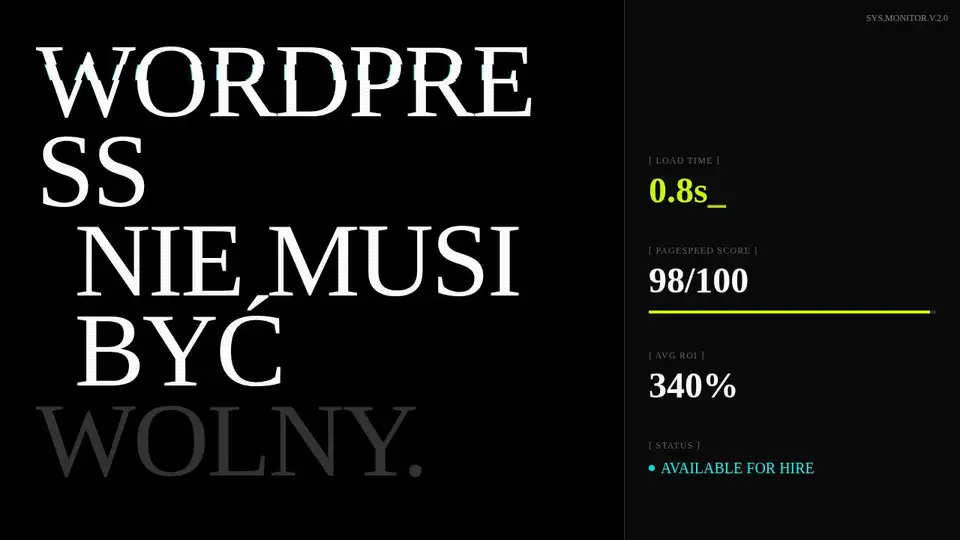 WORDPRE
SS
NIE MUSI
BYĆ
WOLNY.
SYS.MONITOR.V.2.0
[ LOAD TIME ]
0.8s_
[ PAGESPEED SCORE ]
98/100
[ AVG ROI ]
340%
[ STATUS ]
AVAILABLE FOR HIRE